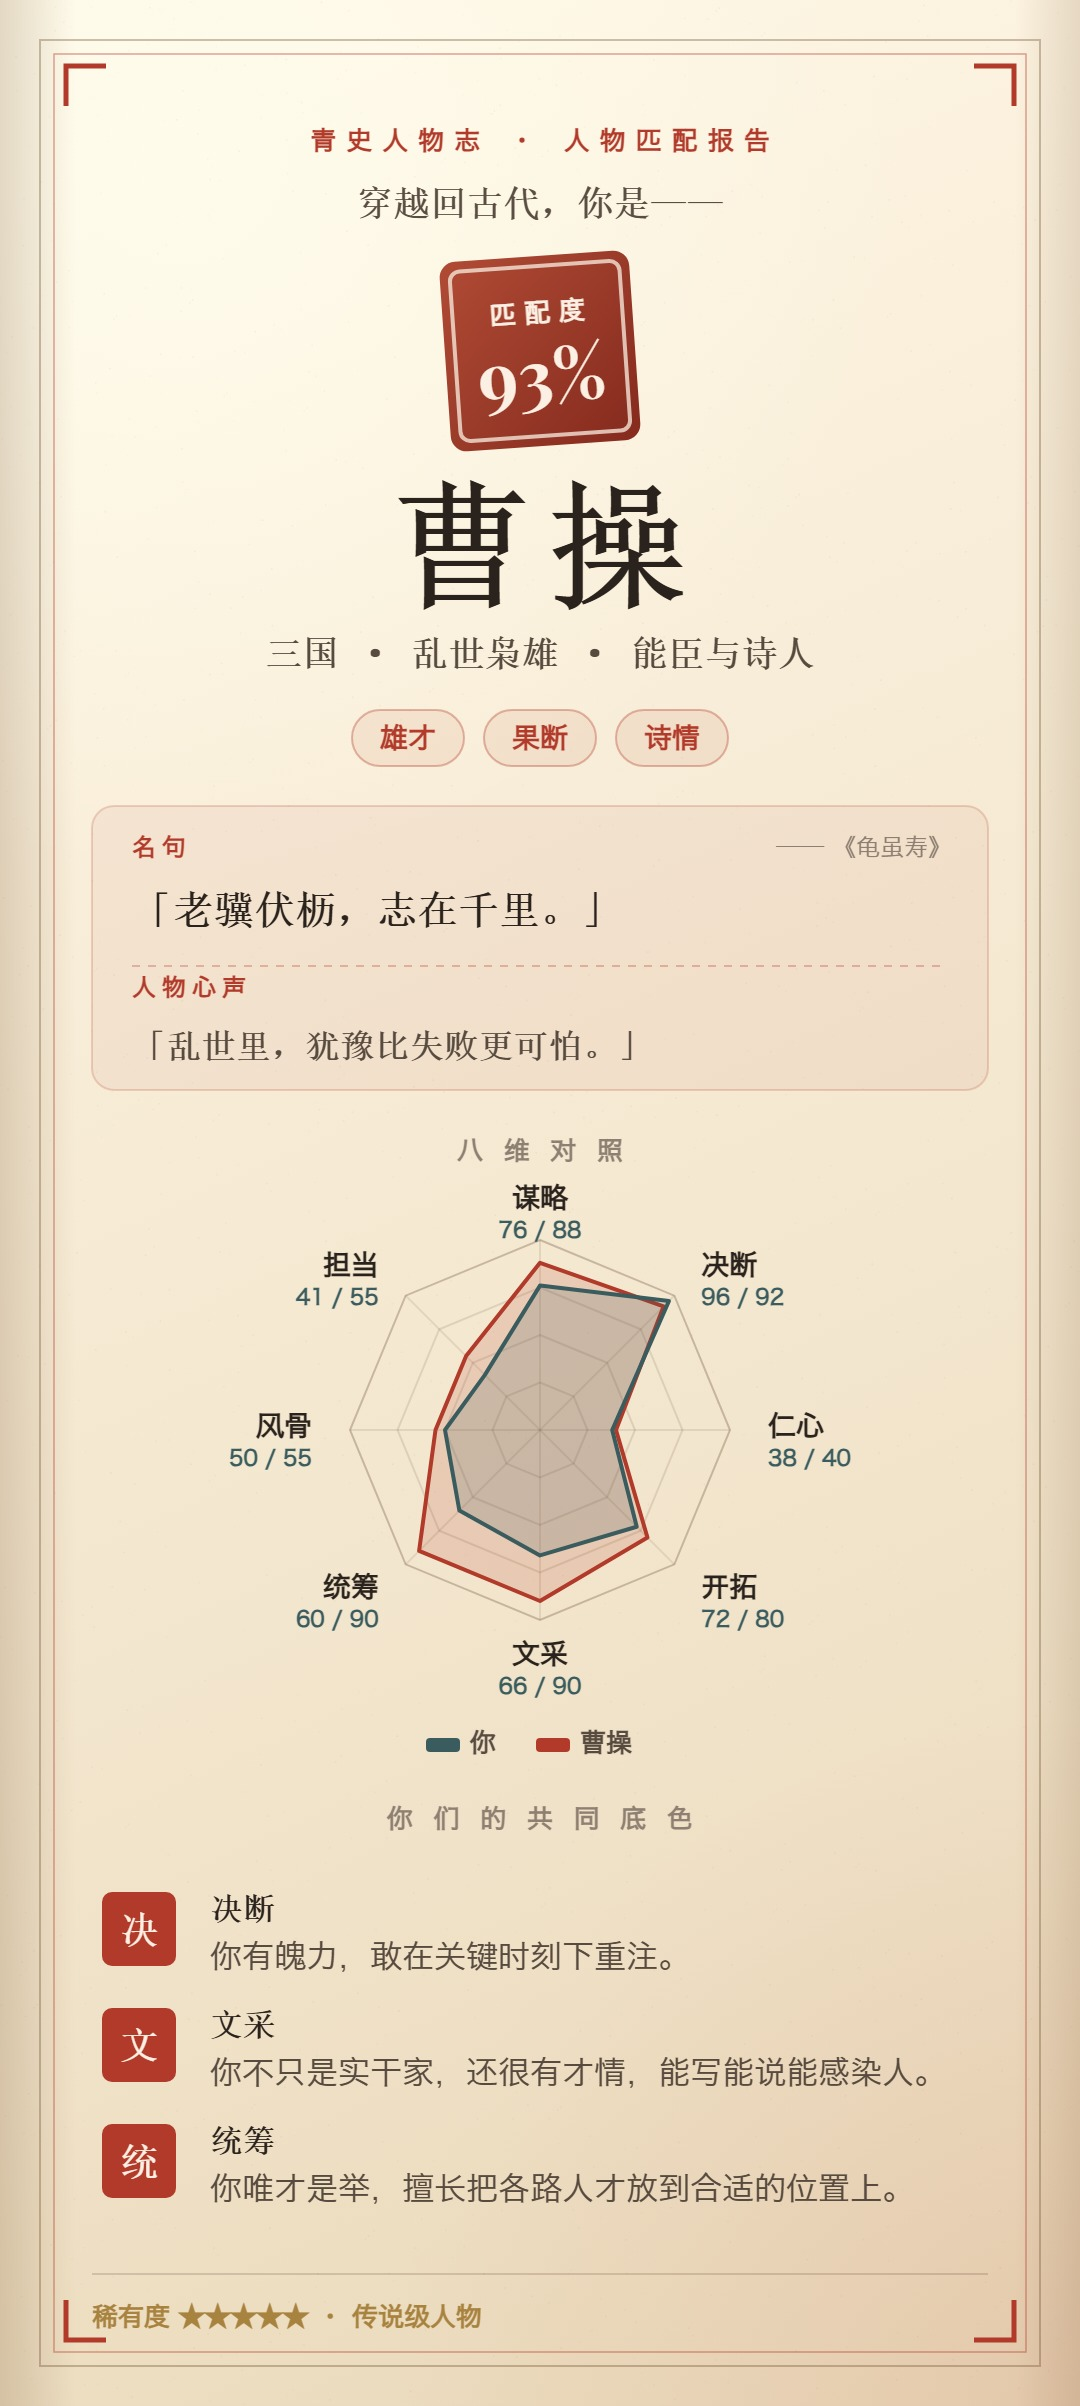 青史人物志 · 人物匹配报告
穿越回古代，你是——
匹配度
93%
曹操
三国 • 乱世枭雄 • 能臣与诗人
雄才 果断 诗情
名句 —— 《龟虽寿》
「老骥伏枥，志在千里。」
人物心声
「乱世里，犹豫比失败更可怕。」
八维对照
谋略
76 / 88
担当
41 / 55
决断
96 / 92
风骨
50 / 55
仁心
38 / 40
统筹
60 / 90
开拓
72 / 80
文采
66 / 90
你 曹操
你们的共同底色
决
决断
你有魄力，敢在关键时刻下重注。
文
文采
你不只是实干家，还很有才情，能写能说能感染人。
统
统筹
你唯才是举，擅长把各路人才放到合适的位置上。
稀有度 ★★★★★ · 传说级人物